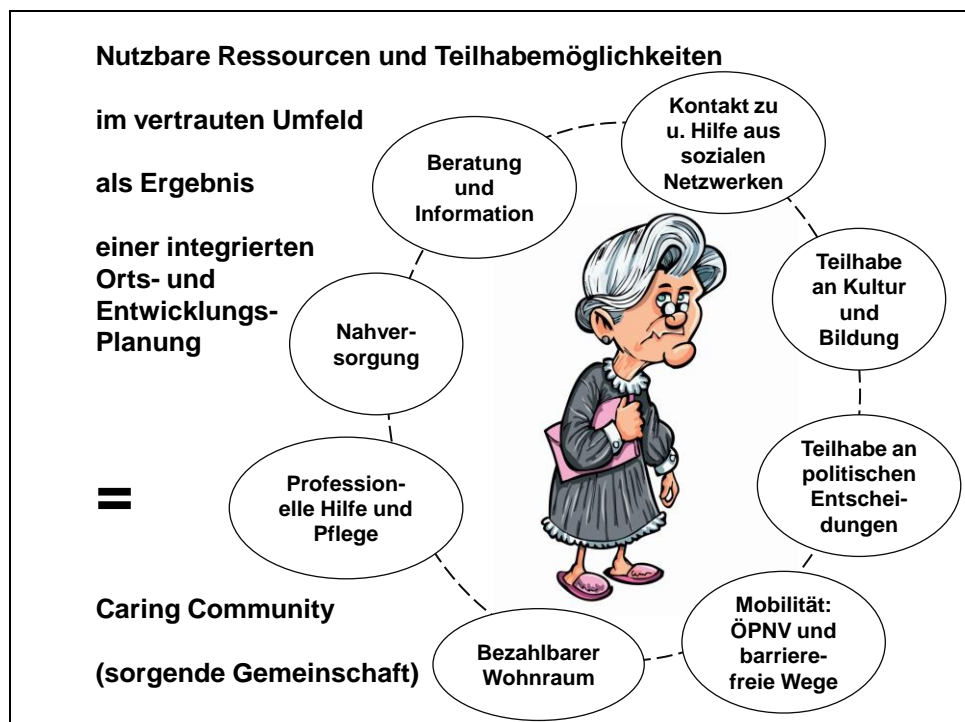 Nutzbare Ressourcen und Teilhabemöglichkeiten
im vertrauten Umfeld
als Ergebnis
einer integrierten
Orts- und
Entwicklungs-
Planung
=
Caring Community
(sorgende Gemeinschaft)
Kontakt zu
u. Hilfe aus
sozialen
Netzwerken
Teilhabe
an Kultur
und
Bildung
Teilhabe an
politischen
Entschei-
dungen
Mobilität:
ÖPNV und
barriere-
freie Wege
Bezahlbarer
Wohnraum
Profession-
elle Hilfe und
Pflege
Nahver-
sorgung
Beratung
und
Information